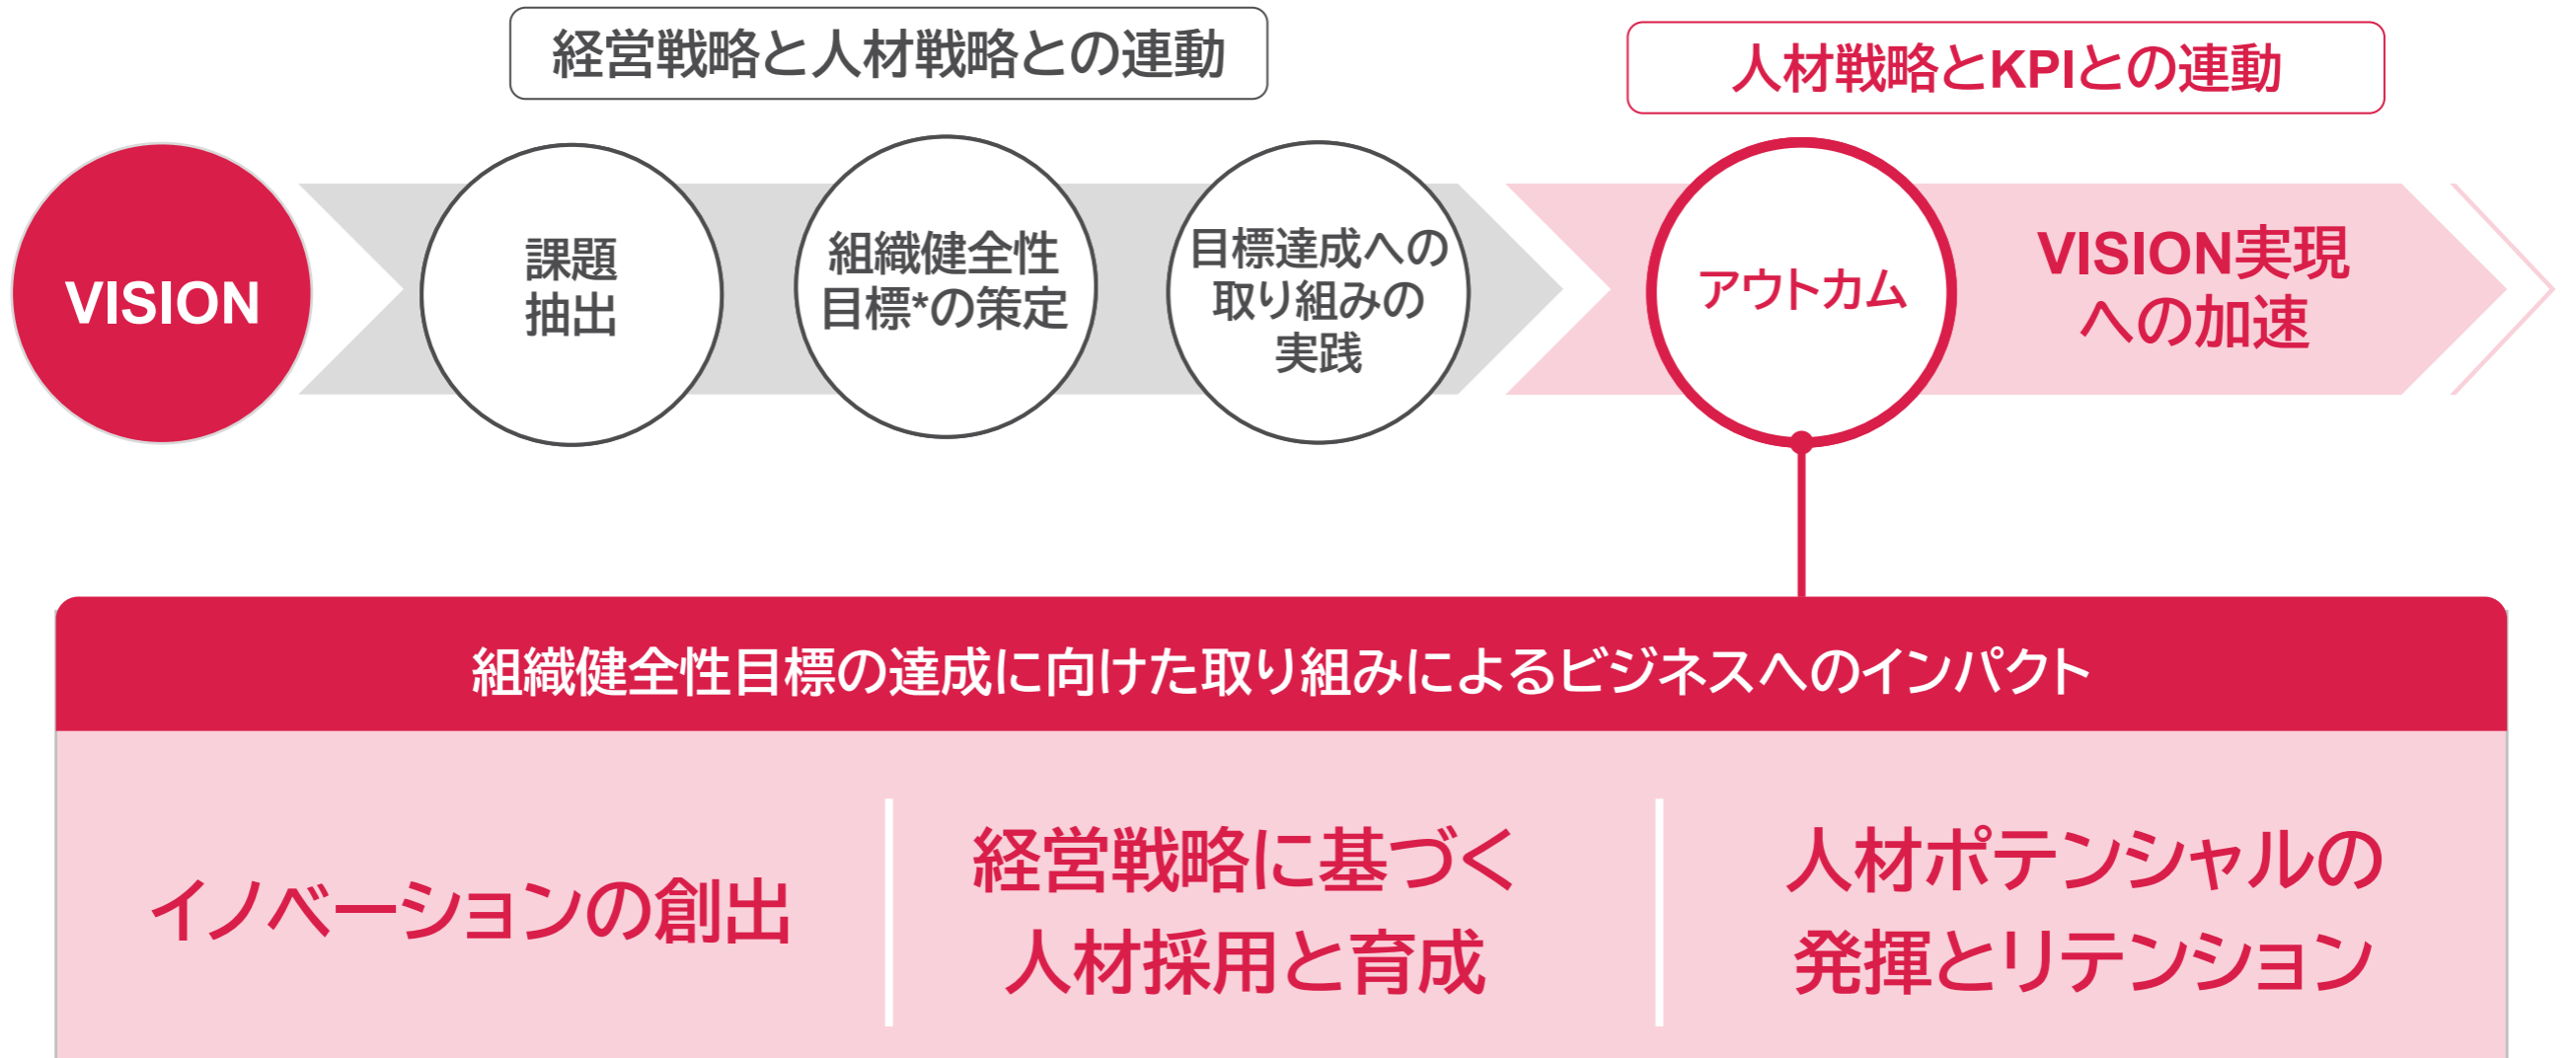 経営戦略と人材戦略との連動
人材戦略とKPIとの連動
VISION
課題
抽出
組織健全性
目標*の策定
目標達成への
取り組みの
実践
アウトカム
VISION実現
への加速
組織健全性目標の達成に向けた取り組みによるビジネスへのインパクト
イノベーションの創出
経営戦略に基づく
人材採用と育成
人材ポテンシャルの
発揮とリテンション